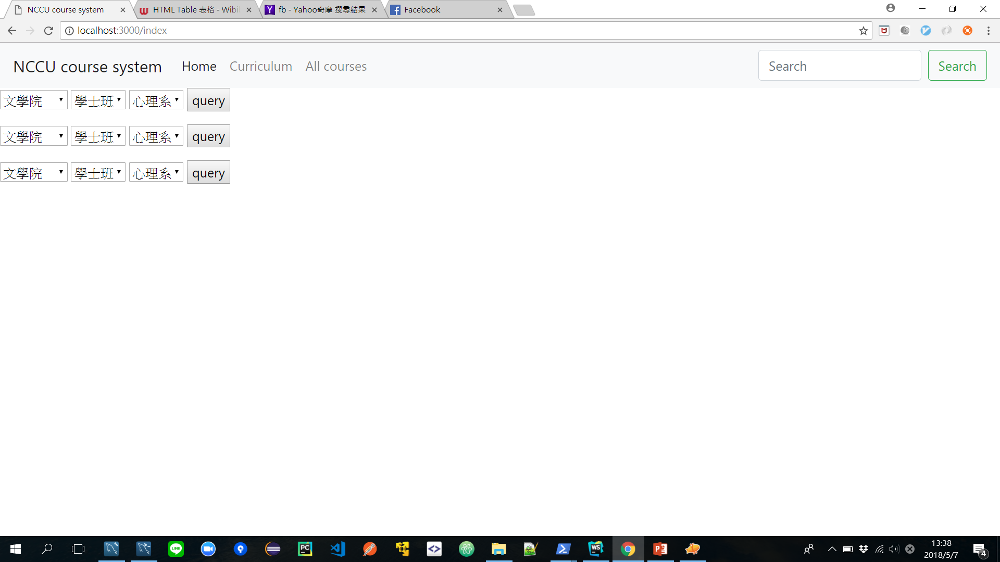 NCCU course system
HTML Table 表格 - Wibi
fb - Yahoo奇摩 搜尋結果
Facebook
localhost:3000/index
NCCU course system Home Curriculum All courses Search Search
文學院 學士班 心理系 query
文學院 學士班 心理系 query
文學院 學士班 心理系 query
LINE
PC
WS
P
13:38
2018/5/7
4